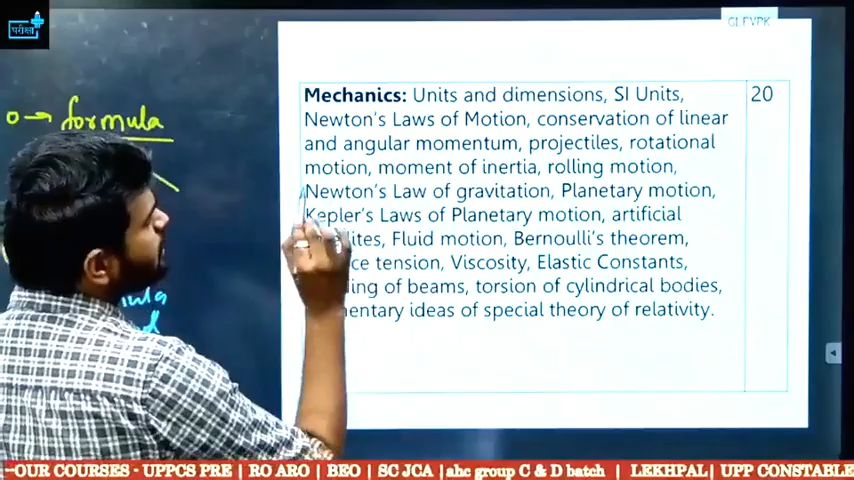 परीक्षा
GLFVPK
o → formula
Mechanics: Units and dimensions, SI Units, 20
Newton's Laws of Motion, conservation of linear
and angular momentum, projectiles, rotational
motion, moment of inertia, rolling motion,
Newton's Law of gravitation, Planetary motion,
Kepler's Laws of Planetary motion, artificial
ites, Fluid motion, Bernoulli's theorem,
ce tension, Viscosity, Elastic Constants,
ing of beams, torsion of cylindrical bodies,
mentary ideas of special theory of relativity.
--OUR COURSES - UPPCS PRE | RO ARO | BEO | SC JCA | ahc group C & D batch | LEKHPAL | UPP CONSTABLE